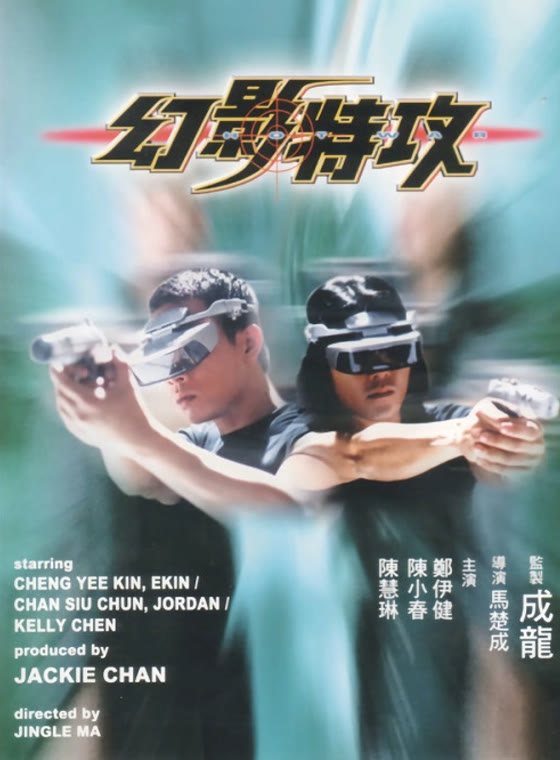 幻影特攻
HOT WAR
starring
CHENG YEE KIN, EKIN /
CHAN SIU CHUN, JORDAN /
KELLY CHEN
produced by
JACKIE CHAN
directed by
JINGLE MA
監製 成龍
導演 馬楚成
主演
鄭伊健
陳小春
陳慧琳